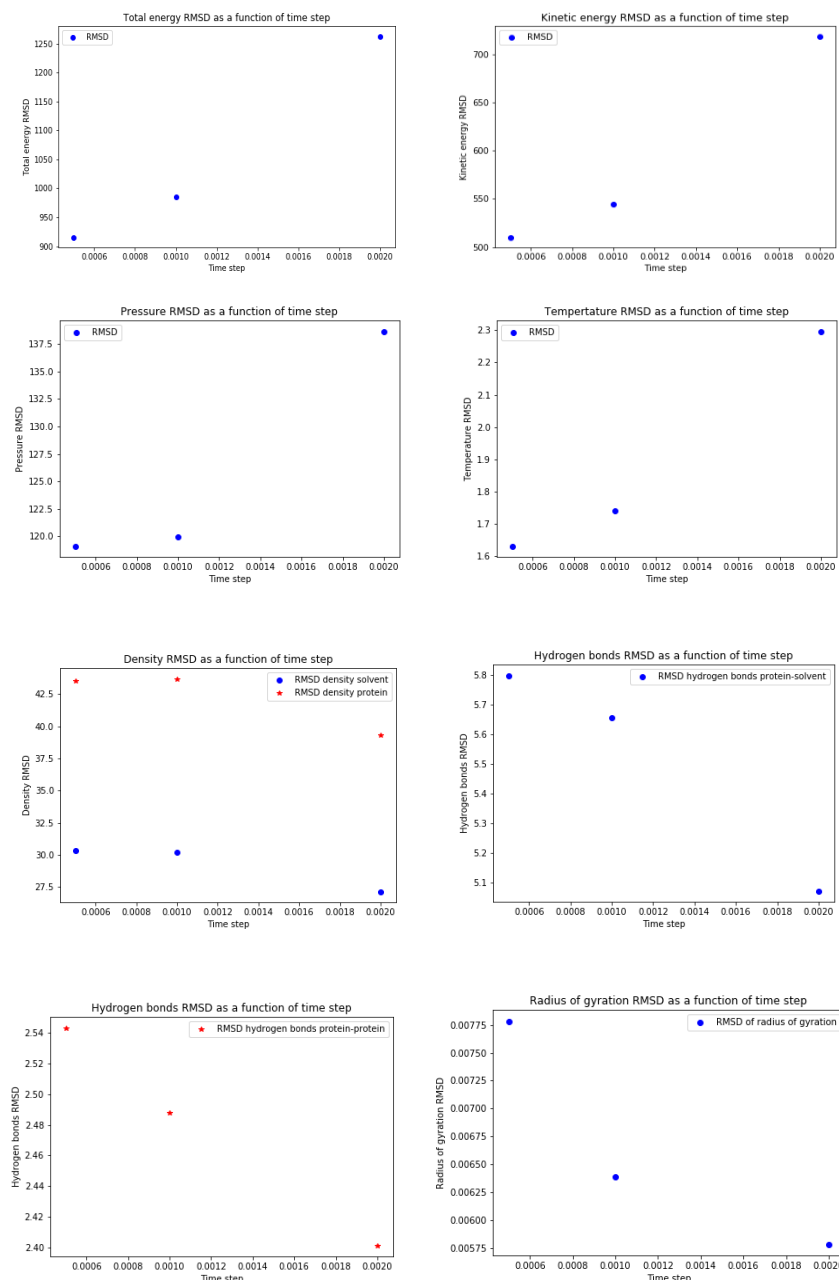 Total energy RMSD as a function of time step
RMSD
1250
1200
1150
1100
1050
1000
950
900
Total energy RMSD
0.0006 0.0008 0.0010 0.0012 0.0014 0.0016 0.0018 0.0020
Time step
Kinetic energy RMSD as a function of time step
RMSD
700
650
600
550
500
Kinetic energy RMSD
0.0006 0.0008 0.0010 0.0012 0.0014 0.0016 0.0018 0.0020
Time step
Pressure RMSD as a function of time step
RMSD
137.5
135.0
132.5
130.0
127.5
125.0
122.5
120.0
Pressure RMSD
0.0006 0.0008 0.0010 0.0012 0.0014 0.0016 0.0018 0.0020
Time step
Tempertature RMSD as a function of time step
RMSD
2.3
2.2
2.1
2.0
1.9
1.8
1.7
1.6
Temperature RMSD
0.0006 0.0008 0.0010 0.0012 0.0014 0.0016 0.0018 0.0020
Time step
Density RMSD as a function of time step
RMSD density solvent
RMSD density protein
42.5
40.0
37.5
35.0
32.5
30.0
27.5
Density RMSD
0.0006 0.0008 0.0010 0.0012 0.0014 0.0016 0.0018 0.0020
Time step
Hydrogen bonds RMSD as a function of time step
RMSD hydrogen bonds protein-solvent
5.8
5.7
5.6
5.5
5.4
5.3
5.2
5.1
Hydrogen bonds RMSD
0.0006 0.0008 0.0010 0.0012 0.0014 0.0016 0.0018 0.0020
Time step
Hydrogen bonds RMSD as a function of time step
RMSD hydrogen bonds protein-protein
2.54
2.52
2.50
2.48
2.46
2.44
2.42
2.40
Hydrogen bonds RMSD
0.0006 0.0008 0.0010 0.0012 0.0014 0.0016 0.0018 0.0020
Time step
Radius of gyration RMSD as a function of time step
RMSD of radius of gyration
0.00775
0.00750
0.00725
0.00700
0.00675
0.00650
0.00625
0.00600
0.00575
Radius of gyration RMSD
0.0006 0.0008 0.0010 0.0012 0.0014 0.0016 0.0018 0.0020
Time step